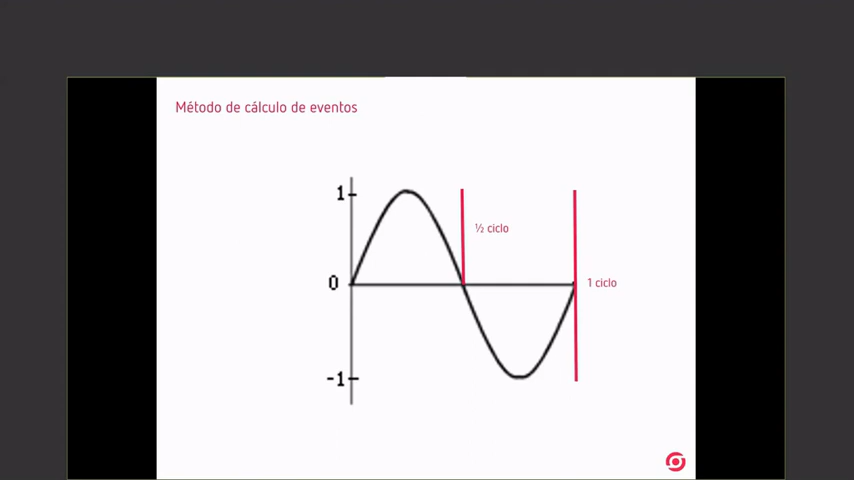 Método de cálculo de eventos
1
½ ciclo
0
1 ciclo
-1